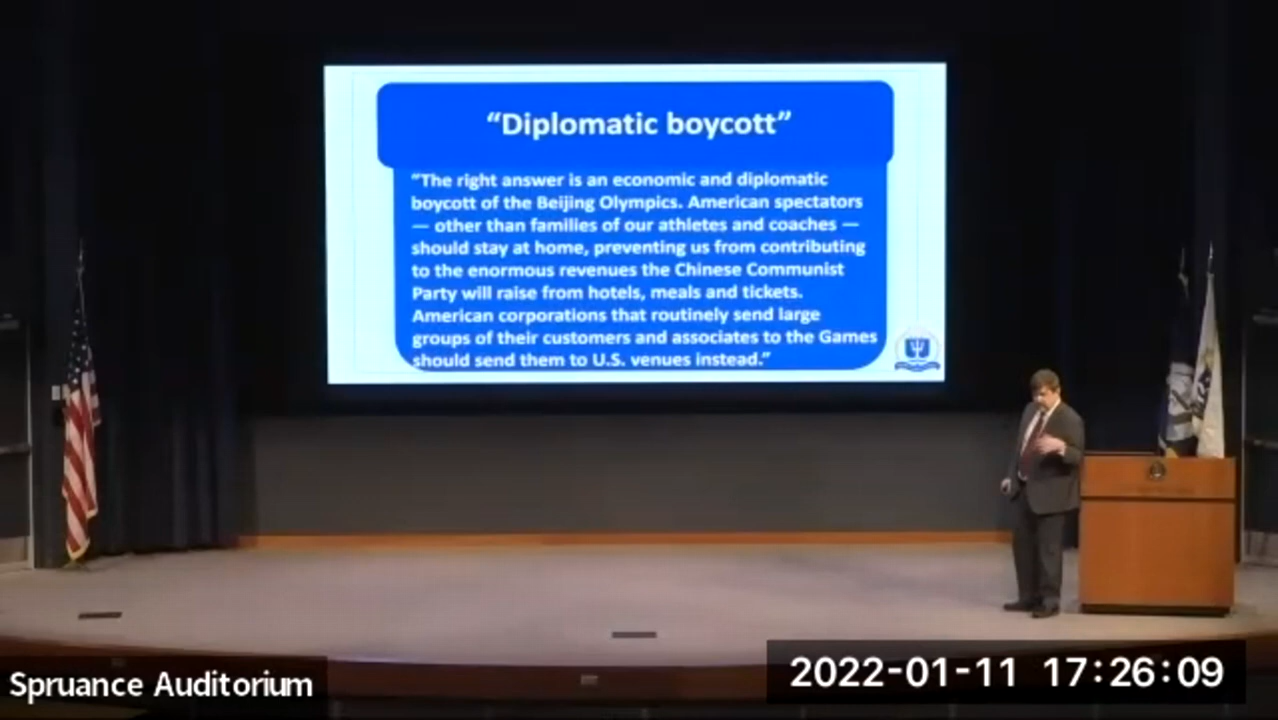 “Diplomatic boycott”
“The right answer is an economic and diplomatic
boycott of the Beijing Olympics. American spectators
— other than families of our athletes and coaches —
should stay at home, preventing us from contributing
to the enormous revenues the Chinese Communist
Party will raise from hotels, meals and tickets.
American corporations that routinely send large
groups of their customers and associates to the Games
should send them to U.S. venues instead.”
Spruance Auditorium
2022-01-11 17:26:09